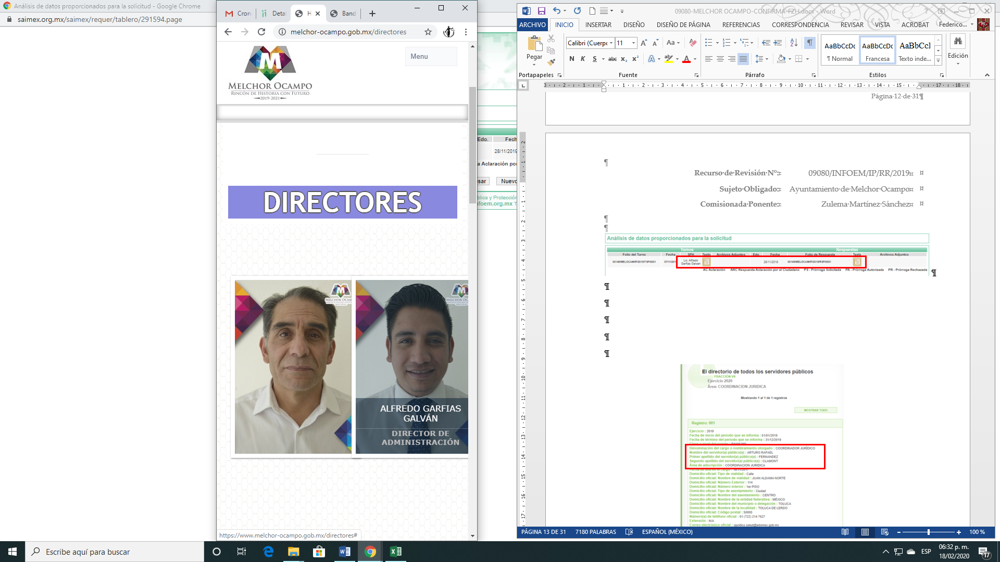 Análisis de datos proporcionados para la solicitud - Google Chrome
saimex.org.mx/saimex/requer/tablero/291594.page
Cron
Detal
H
Band
melchor-ocampo.gob.mx/directores
MELCHOR OCAMPO
RINCÓN DE HISTORIA CON FUTURO
2019-2021
Menu
DIRECTORES
MELCHOR OCAMPO
ALFREDO GARFIAS
GALVÁN
DIRECTOR DE
ADMINISTRACIÓN
https://www.melchor-ocampo.gob.mx/directores#
Edo. Fech
28/11/2019
a Aclaración por
sar Nuevo
blica y Protección
nfoem.org.mx T
09080-MELCHOR OCAMPO-CONFIRMA-FZH.docx - Word
ARCHIVO INICIO INSERTAR DISEÑO DISEÑO DE PÁGINA REFERENCIAS CORRESPONDENCIA REVISAR VISTA ACROBAT Federico...
Pegar
Calibri (Cuerpo 11
N K S abc x₂ x²
Aa
AaBbCcDc AaBbCcDc AaBbCcI
¶ Normal Francesa Texto inde...
Edición
Portapapeles Fuente Párrafo Estilos
Página·12·de·31¶
Recurso·de·Revisión·N°: 09080/INFOEM/IP/RR/2019
Sujeto·Obligado: Ayuntamiento·de·Melchor·Ocampo
Comisionada·Ponente: Zulema·Martínez·Sánchez
Análisis de datos proporcionados para la solicitud
Turnos Respuestas
Folio del Turno Fecha SPH Texto Archivos Adjuntos Edo. Fecha Folio de Respuesta Texto Archivos Adjuntos
Lic. Alfredo Garfias Galvan 28/11/2019
AC Aclaración ARC Respuesta Aclaración por el Ciudadano PS - Prórroga Solicitada PA - Prórroga Autorizada PR - Prórroga Rechazada
El directorio de todos los servidores públicos
FRACCIÓN VII
Ejercicio 2020
Área: COORDINACION JURIDICA
Mostrando 1 al 1 de 1 registros
MOSTRAR TODO
Registro: 001
Ejercicio : 2019
Fecha de inicio del periodo que se informa : 01/01/2019
Fecha de término del periodo que se informa : 31/12/2019
Denominación del cargo o nombramiento otorgado : COORDINADOR JURÍDICO
Nombre del servidor(a) público(a) : ARTURO RAFAEL
Primer apellido del servidor(a) público(a) : FERNANDEZ
Segundo apellido del servidor(a) público(a) : CLAMONT
Área de adscripción : COORDINACION JURIDICA
Domicilio oficial: Tipo de vialidad : Calle
Domicilio oficial: Nombre de vialidad : JUAN ALDAMA NORTE
Domicilio oficial: Número Exterior : 114
Domicilio oficial: Número interior : 1er PISO
Domicilio oficial: Tipo de asentamiento : Ciudad
Domicilio oficial: Nombre del asentamiento : CENTRO
Domicilio oficial: Nombre de la entidad federativa : MÉXICO
Domicilio oficial: Nombre del municipio o delegación : TOLUCA
Domicilio oficial: Nombre de la localidad : TOLUCA DE LERDO
Domicilio oficial: Código postal : 50000
Número(s) de teléfono oficial : 01 (722) 214 7627
Extensión : N/A
Correo electrónico oficial : cjuridico.salud@edomex.gob.mx
PÁGINA 13 DE 31 7180 PALABRAS ESPAÑOL (MÉXICO) 100 %
Escribe aquí para buscar
ESP
06:32 p. m.
18/02/2020
17